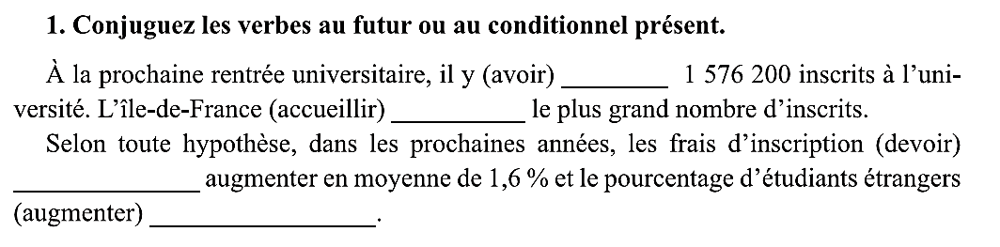 1. Conjuguez les verbes au futur ou au conditionnel présent.
À la prochaine rentrée universitaire, il y (avoir) ________ 1 576 200 inscrits à l’uni-
versité. L’île-de-France (accueillir) __________ le plus grand nombre d’inscrits.
Selon toute hypothèse, dans les prochaines années, les frais d’inscription (devoir)
______________ augmenter en moyenne de 1,6 % et le pourcentage d’étudiants étrangers
(augmenter) _________________.